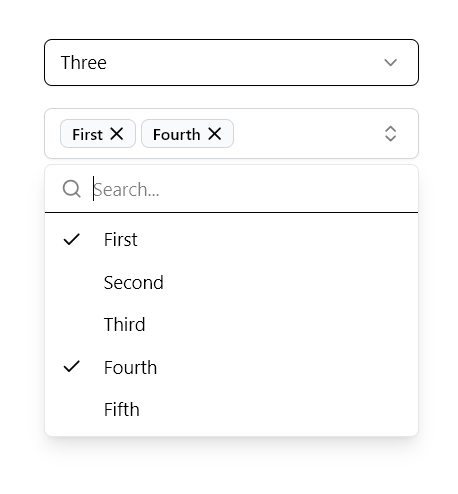 Three
First Fourth
Search...
First
Second
Third
Fourth
Fifth